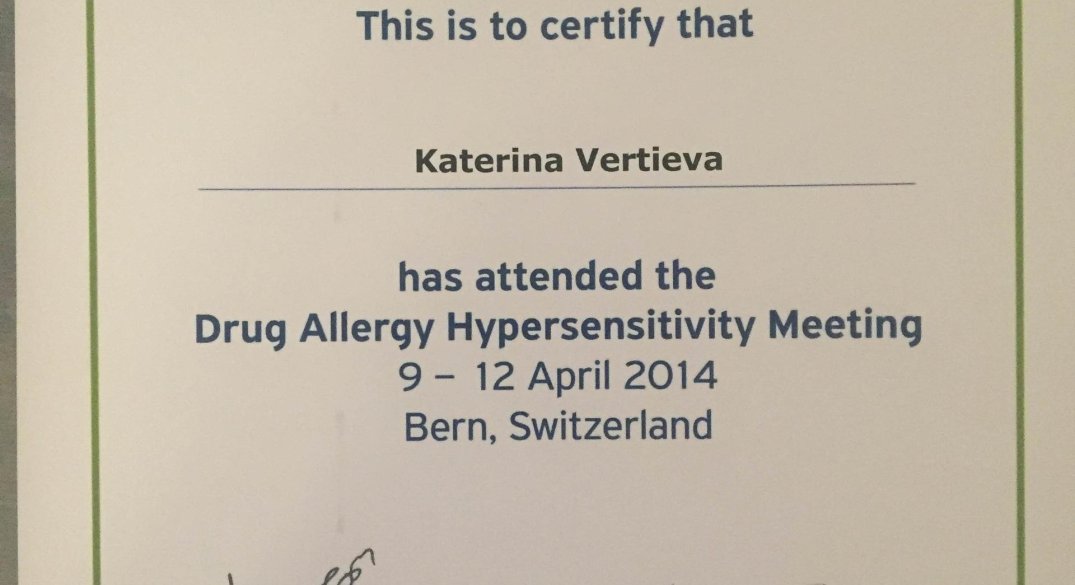 This is to certify that
Katerina Vertieva
has attended the
Drug Allergy Hypersensitivity Meeting
9 – 12 April 2014
Bern, Switzerland